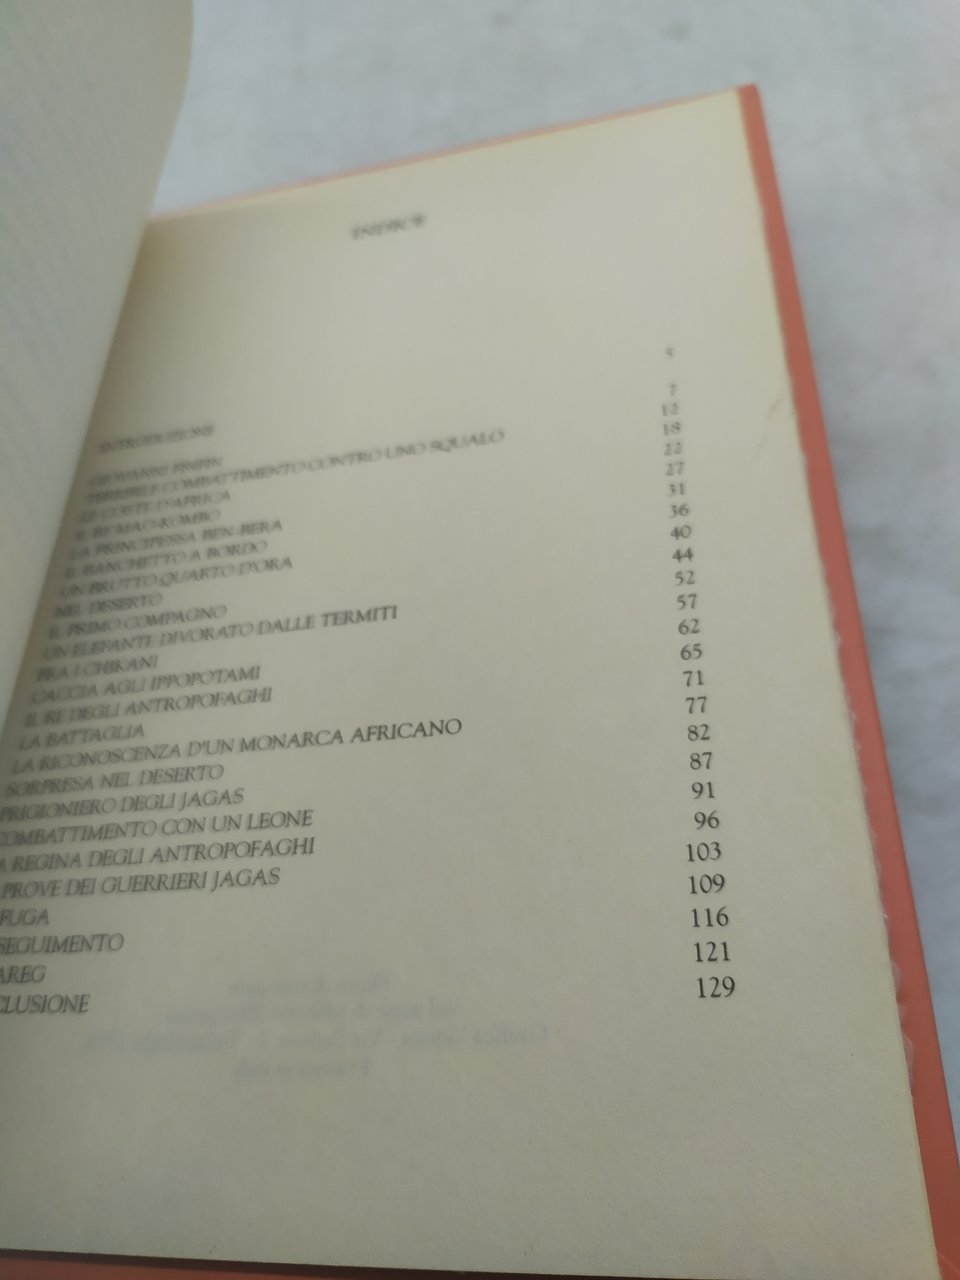 INDICE
INTRODUZIONE 5
GIOVANNI FINFIN 7
TERRIBILE COMBATTIMENTO CONTRO UNO SQUALO 12
LE COSTE D'AFRICA 18
IL RE MAO-KOMBO 22
LA PRINCIPESSA BEN-BERA 27
IL BANCHETTO A BORDO 31
UN BRUTTO QUARTO D'ORA 36
NEL DESERTO 40
IL PRIMO COMPAGNO 44
UN ELEFANTE DIVORATO DALLE TERMITI 52
FRA I CHIKANI 57
CACCIA AGLI IPPOPOTAMI 62
IL RE DEGLI ANTROPOFAGHI 65
LA BATTAGLIA 71
LA RICONOSCENZA D'UN MONARCA AFRICANO 77
SORPRESA NEL DESERTO 82
PRIGIONIERO DEGLI JAGAS 87
COMBATTIMENTO CON UN LEONE 91
A REGINA DEGLI ANTROPOFAGHI 96
PROVE DEI GUERRIERI JAGAS 103
FUGA 109
SEGUIMENTO 116
AREG 121
CLUSIONE 129